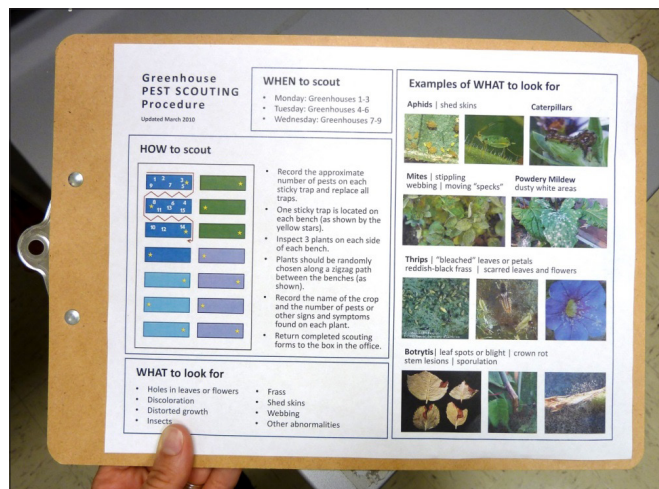 Greenhouse
PEST SCOUTING
Procedure
Updated March 2010
WHEN to scout
• Monday: Greenhouses 1-3
• Tuesday: Greenhouses 4-6
• Wednesday: Greenhouses 7-9
HOW to scout
• Record the approximate
number of pests on each
sticky trap and replace all
traps.
• One sticky trap is located on
each bench (as shown by the
yellow stars).
• Inspect 3 plants on each side
of each bench.
• Plants should be randomly
chosen along a zigzag path
between the benches (as
shown).
• Record the name of the crop
and the number of pests or
other signs and symptoms
found on each plant.
• Return completed scouting
forms to the box in the office.
WHAT to look for
• Holes in leaves or flowers
• Discoloration
• Distorted growth
• Insects
• Frass
• Shed skins
• Webbing
• Other abnormalities
Examples of WHAT to look for
Aphids | shed skins
Caterpillars
Mites | stippling
webbing | moving “specks”
Powdery Mildew
dusty white areas
Thrips | “bleached” leaves or petals
reddish-black frass | scarred leaves and flowers
Botrytis | leaf spots or blight | crown rot
stem lesions | sporulation